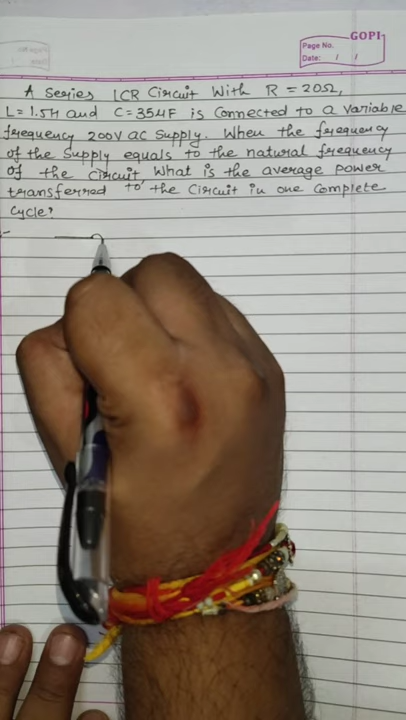 GOPI
Page No.
Date: / /
A Series LCR Circuit With R = 20Ω,
L = 1.5H and C = 35μF is Connected to a Variable
frequency 200V ac Supply. When the frequency
of the Supply equals to the natural frequency
of the Circuit, What is the average power
transferred to the Circuit in one Complete
Cycle?